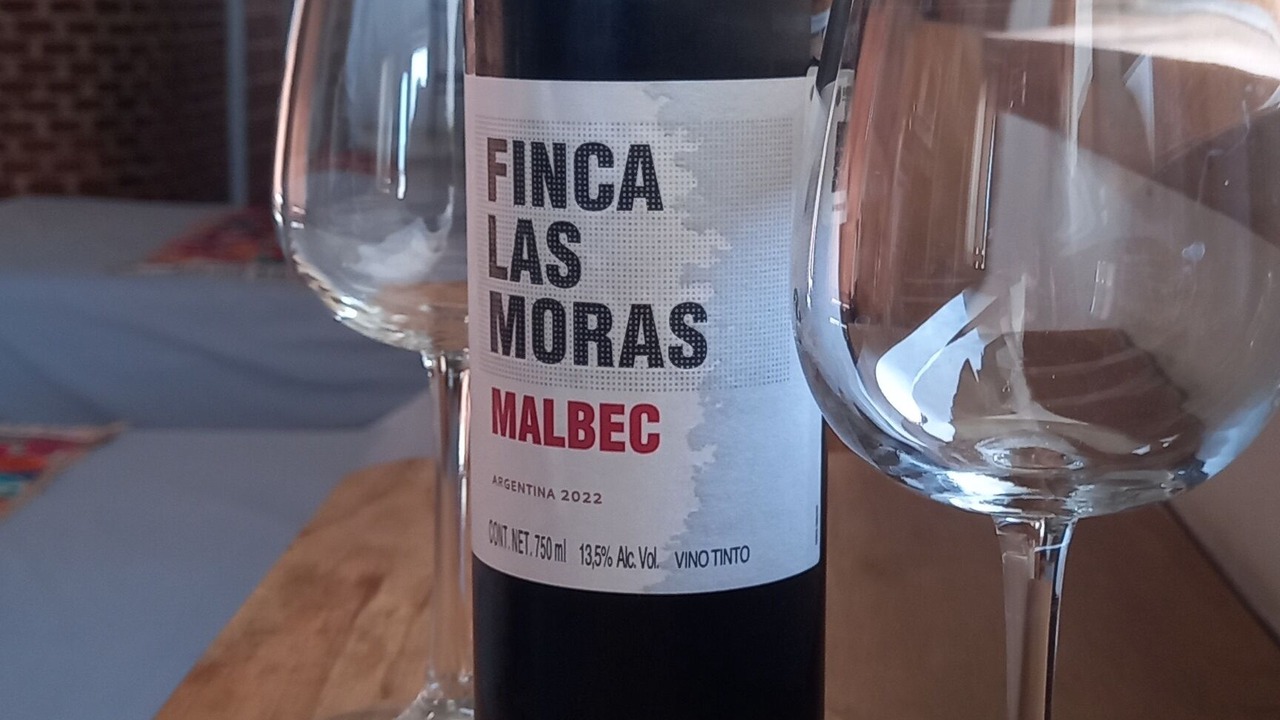 FINCA
LAS
MORAS
MALBEC
ARGENTINA 2022
CONT. NET. 750 ml 13,5% Alc. Vol. VINO TINTO